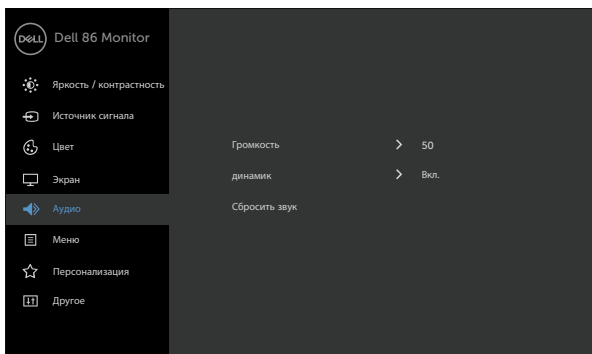 DELL
Dell 86 Monitor
Яркость / контрастность
Источник сигнала
Цвет
Громкость 50
Экран
динамик Вкл.
Аудио
Сбросить звук
Меню
Персонализация
Другое